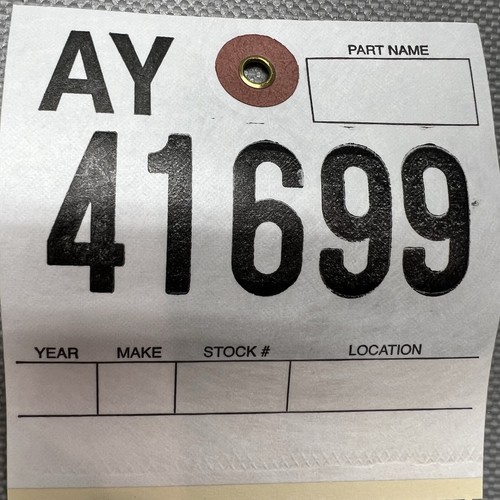 AY
PART NAME
41699
YEAR MAKE STOCK # LOCATION